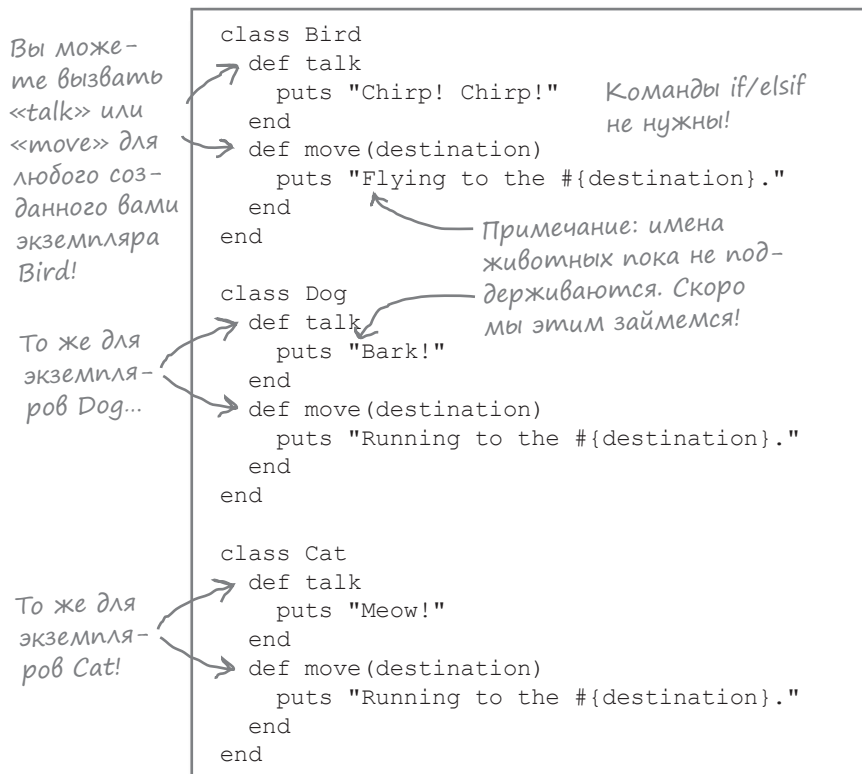 Вы може-
те вызвать
«talk» или
«move» для
любого соз-
данного вами
экземпляра
Bird!
class Bird
def talk
puts "Chirp! Chirp!"
end
def move(destination)
puts "Flying to the #{destination}."
end
end
Команды if/elsif
не нужны!
Примечание: имена
животных пока не под-
держиваются. Скоро
мы этим займемся!
То же для
экземпля-
ров Dog...
class Dog
def talk
puts "Bark!"
end
def move(destination)
puts "Running to the #{destination}."
end
end
То же для
экземпля-
ров Cat!
class Cat
def talk
puts "Meow!"
end
def move(destination)
puts "Running to the #{destination}."
end
end